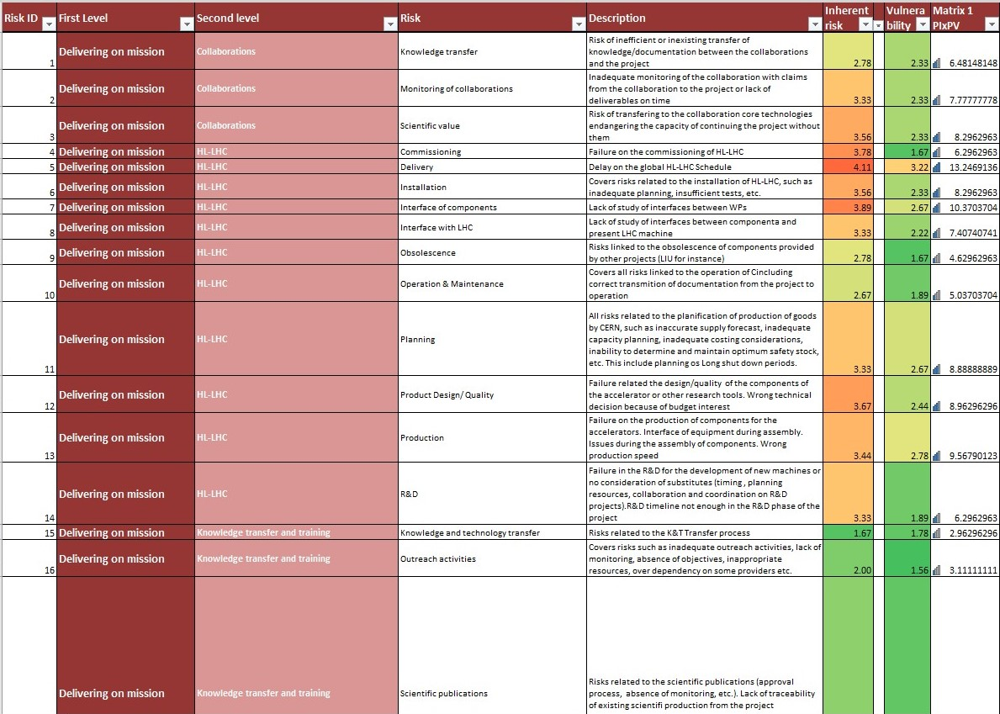 Risk ID First Level Second level Risk Description Inherent risk Vulnera bility Matrix 1 PIxPV
1 Delivering on mission Collaborations Knowledge transfer
Risk of inefficient or inexisting transfer of
knowledge/documentation between the collaborations
and the project
2.78 2.33 6.48148148
2 Delivering on mission Collaborations Monitoring of collaborations
Inadequate monitoring of the collaboration with claims
from the collaboration to the project or lack of
deliverables on time
3.33 2.33 7.77777778
3 Delivering on mission Collaborations Scientific value
Risk of transfering to the collaboration core technologies
endangering the capacity of continuing the project without
them
3.56 2.33 8.2962963
4 Delivering on mission HL-LHC Commissioning Failure on the commissioning of HL-LHC 3.78 1.67 6.2962963
5 Delivering on mission HL-LHC Delivery Delay on the global HL-LHC Schedule 4.11 3.22 13.2469136
6 Delivering on mission HL-LHC Installation
Covers risks related to the installation of HL-LHC, such as
inadequate planning, insufficient tests, etc.
3.56 2.33 8.2962963
7 Delivering on mission HL-LHC Interface of components Lack of study of interfaces between WPs 3.89 2.67 10.3703704
8 Delivering on mission HL-LHC Interface with LHC
Lack of study of interfaces between componenta and
present LHC machine
3.33 2.22 7.40740741
9 Delivering on mission HL-LHC Obsolescence
Risks linked to the obsolescence of components provided
by other projects (LIU for instance)
2.78 1.67 4.62962963
10 Delivering on mission HL-LHC Operation & Maintenance
Covers all risks linked to the operation of Cincluding
correct transmition of documentation from the project to
operation
2.67 1.89 5.03703704
11 Delivering on mission HL-LHC Planning
All risks related to the planification of production of goods
by CERN, such as inaccurate supply forecast, inadequate
capacity planning, inadequate costing considerations,
inability to determine and maintain optimum safety stock,
etc. This include planning os Long shut down periods.
3.33 2.67 8.88888889
12 Delivering on mission HL-LHC Product Design/ Quality
Failure related the design/quality of the components of
the accelerator or other research tools. Wrong technical
decision because of budget interest
3.67 2.44 8.96296296
13 Delivering on mission HL-LHC Production
Failure on the production of components for the
accelerators. Interface of equipment during assembly.
Issues during the assembly of components. Wrong
production speed
3.44 2.78 9.56790123
14 Delivering on mission HL-LHC R&D
Failure in the R&D for the development of new machines or
no consideration of substitutes (timing , planning
resources, collaboration and coordination on R&D
projects).R&D timeline not enough in the R&D phase of the
project
3.33 1.89 6.2962963
15 Delivering on mission Knowledge transfer and training Knowledge and technology transfer Risks related to the K&T Transfer process 1.67 1.78 2.96296296
16 Delivering on mission Knowledge transfer and training Outreach activities
Covers risks such as inadequate outreach activities, lack of
monitoring, absence of objectives, inappropriate
resources, over dependency on some providers etc.
2.00 1.56 3.11111111
Delivering on mission Knowledge transfer and training Scientific publications
Risks related to the scientific publications (approval
process, absence of monitoring, etc.). Lack of traceability
of existing scientifi production from the project